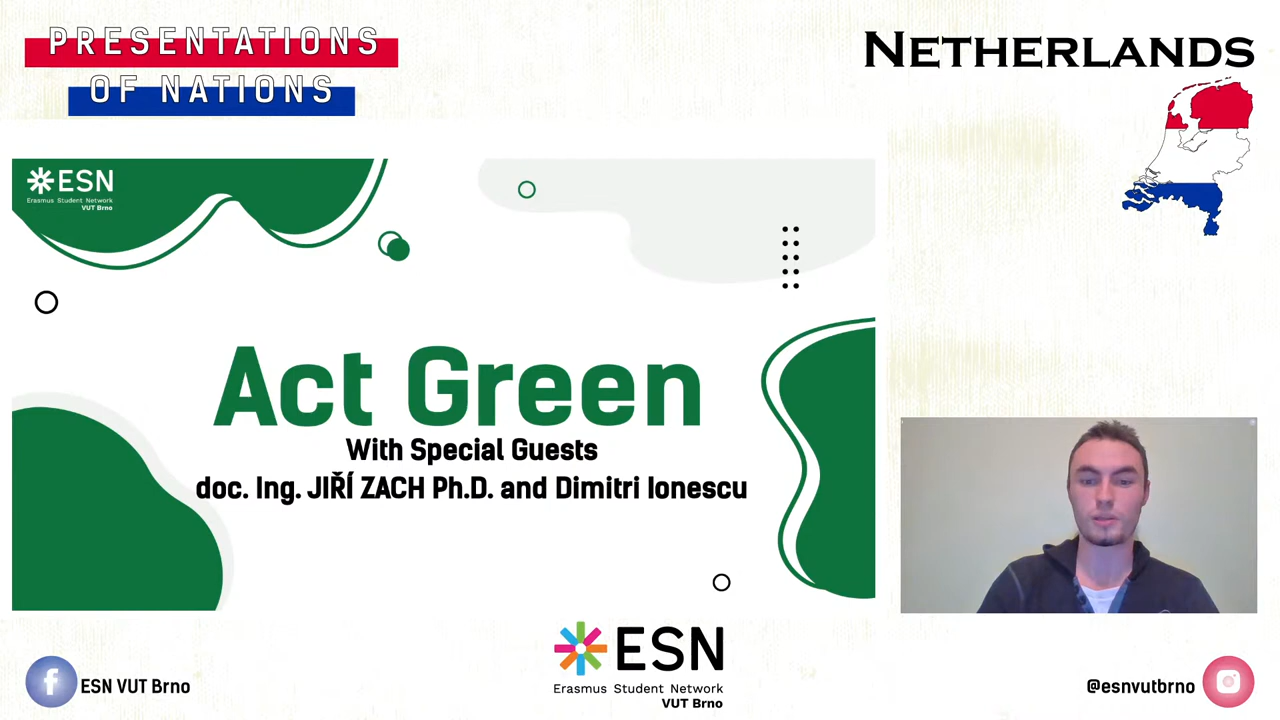 PRESENTATIONS
OF NATIONS
NETHERLANDS
ESN
Erasmus Student Network
VUT Brno
Act Green
With Special Guests
doc. Ing. JIŘÍ ZACH Ph.D. and Dimitri Ionescu
f ESN VUT Brno
ESN
Erasmus Student Network
VUT Brno
@esnvutbrno